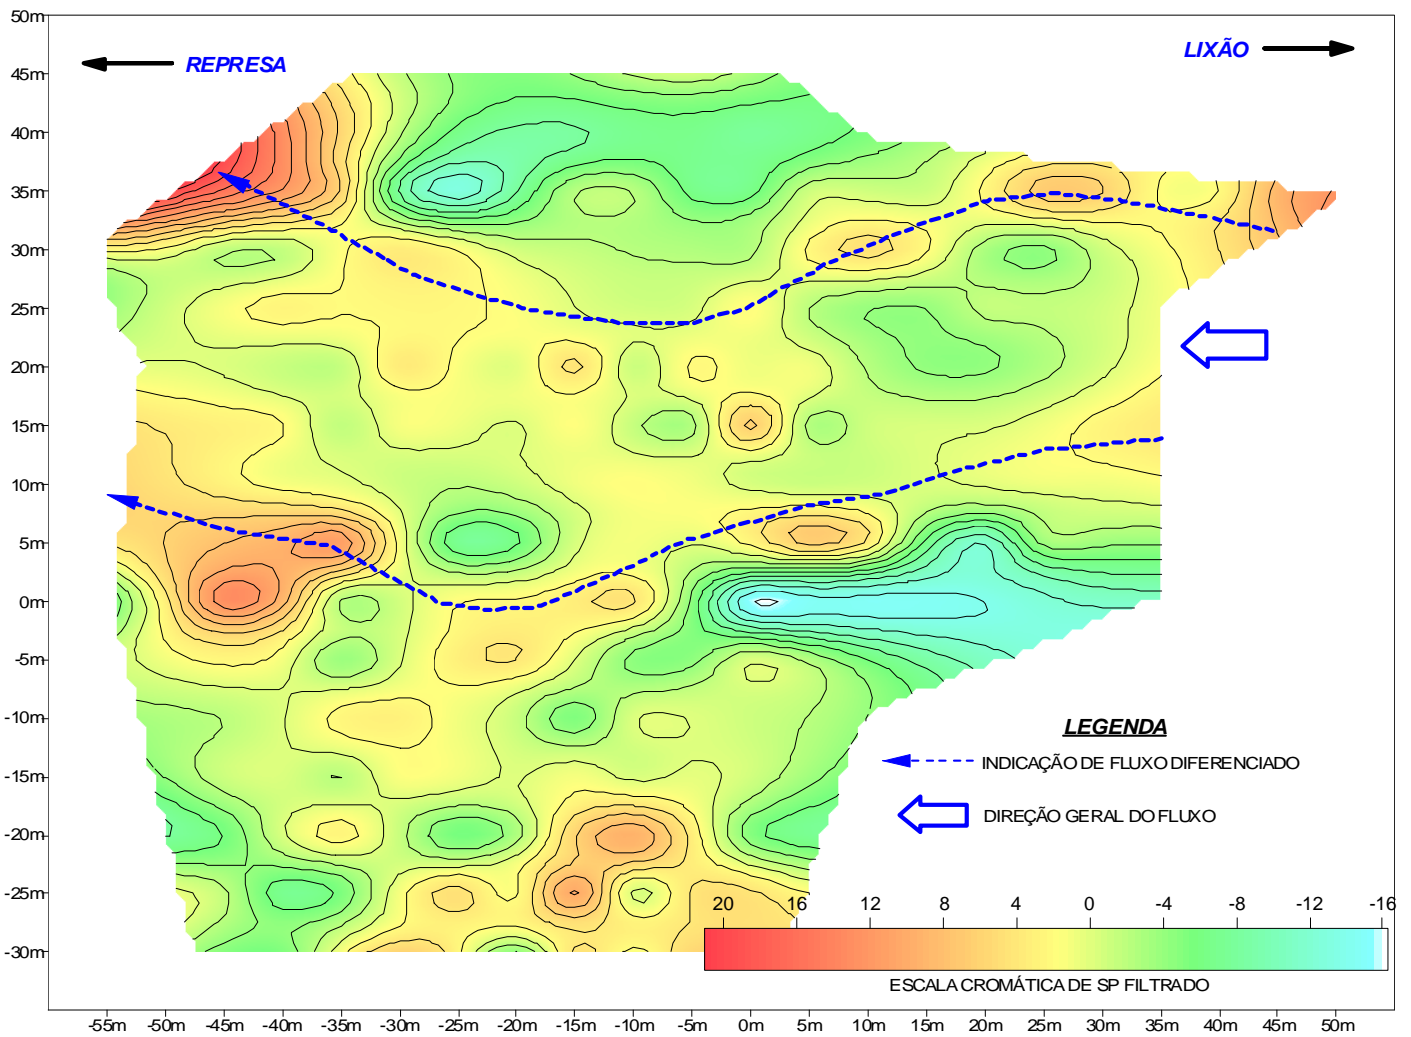 50m
REPRESA
LIXÃO
45m
40m
35m
30m
25m
20m
15m
10m
5m
0m
-5m
-10m
-15m
-20m
-25m
-30m
LEGENDA
INDICAÇÃO DE FLUXO DIFERENCIADO
DIREÇÃO GERAL DO FLUXO
20 16 12 8 4 0 -4 -8 -12 -16
ESCALA CROMÁTICA DE SP FILTRADO
-55m -50m -45m -40m -35m -30m -25m -20m -15m -10m -5m 0m 5m 10m 15m 20m 25m 30m 35m 40m 45m 50m